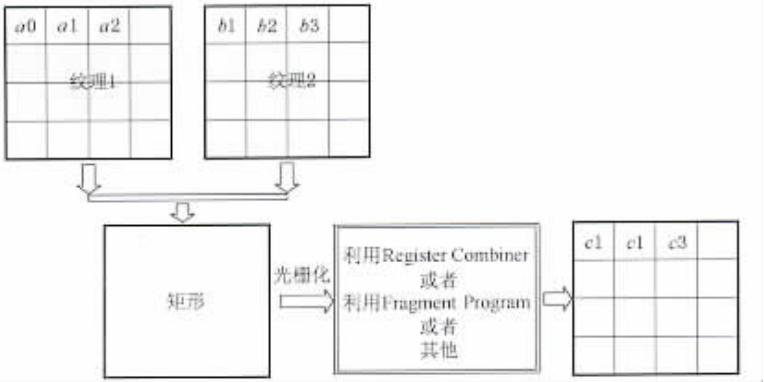 a0 a1 a2
纹理1
b1 b2 b3
纹理2
矩形
光栅化
利用Register Combiner
或者
利用Fragment Program
或者
其他
c1 c1 c3